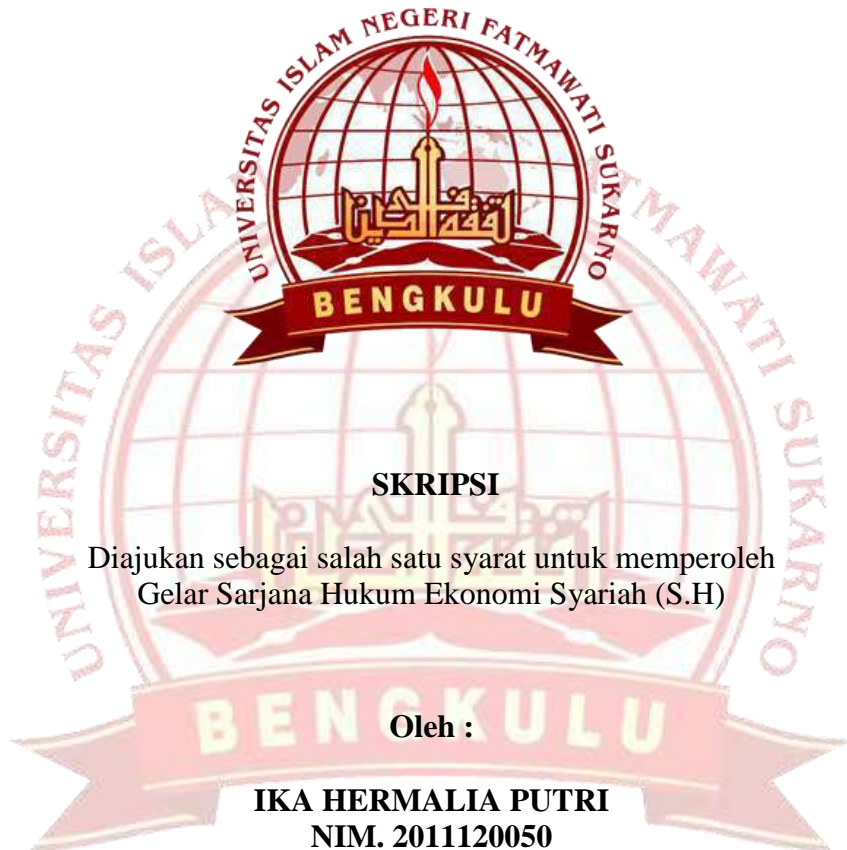 UNIVERSITAS ISLAM NEGERI FATMAWATI SUKARNO
BENGKULU
SKRIPSI
Diajukan sebagai salah satu syarat untuk memperoleh
Gelar Sarjana Hukum Ekonomi Syariah (S.H)
Oleh :
IKA HERMALIA PUTRI
NIM. 2011120050